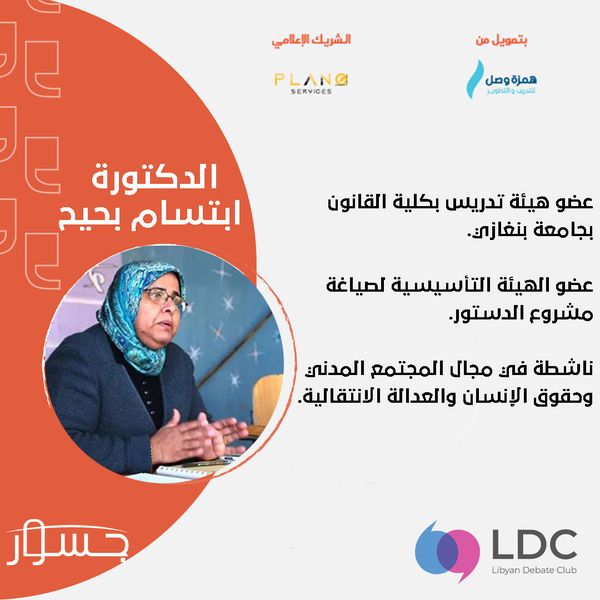 بتمويل من
همزة وصل
للتدريب والتطوير
الشريك الإعلامي
PLAN
SERVICES
الدكتورة
ابتسام بحيح
عضو هيئة تدريس بكلية القانون
بجامعة بنغازي.
عضو الهيئة التأسيسية لصياغة
مشروع الدستور.
ناشطة في مجال المجتمع المدني
وحقوق الإنسان والعدالة الانتقالية.
جسور
LDC
Libyan Debate Club